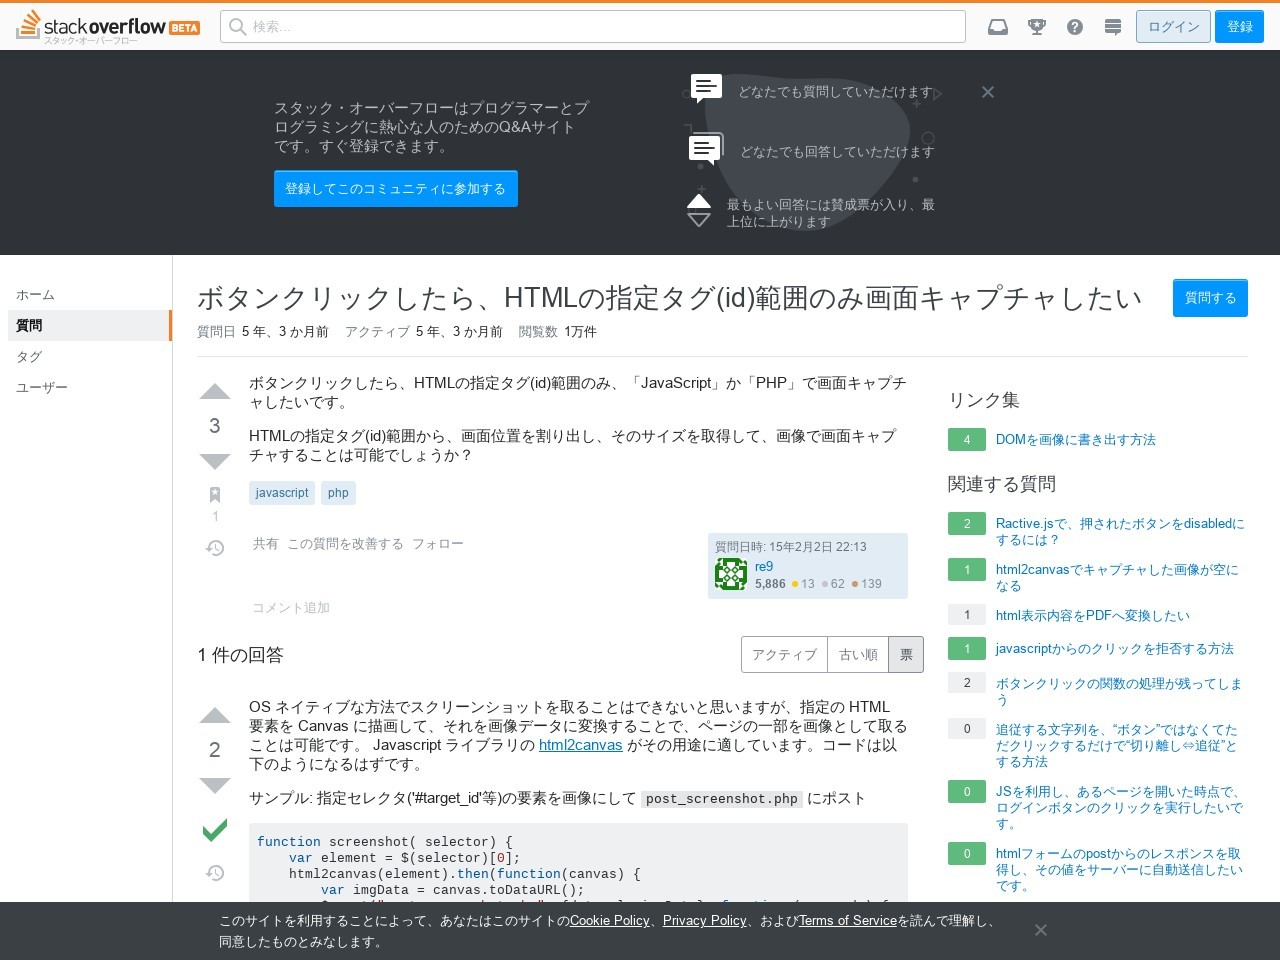 stack overflow BETA
スタック・オーバーフロー
検索...
ログイン
登録
スタック・オーバーフローはプログラマーとプ
ログラミングに熱心な人のためのQ&Aサイト
です。すぐ登録できます。
登録してこのコミュニティに参加する
どなたでも質問していただけます
どなたでも回答していただけます
最もよい回答には賛成票が入り、最
上位に上がります
ホーム
質問
タグ
ユーザー
ボタンクリックしたら、HTMLの指定タグ(id)範囲のみ画面キャプチャしたい
質問する
質問日 5 年、3 か月前 アクティブ 5 年、3 か月前 閲覧数 1万件
3
ボタンクリックしたら、HTMLの指定タグ(id)範囲のみ、「JavaScript」か「PHP」で画面キャプチ
ャしたいです。
HTMLの指定タグ(id)範囲から、画面位置を割り出し、そのサイズを取得して、画像で画面キャプ
チャすることは可能でしょうか？
javascript php
1
共有 この質問を改善する フォロー
質問日時: 15年2月2日 22:13
re9
5,886 13 62 139
コメント追加
1 件の回答
アクティブ 古い順 票
2
OS ネイティブな方法でスクリーンショットを取ることはできないと思いますが、指定の HTML
要素を Canvas に描画して、それを画像データに変換することで、ページの一部を画像として取る
ことは可能です。 Javascript ライブラリの html2canvas がその用途に適しています。コードは以
下のようになるはずです。
サンプル: 指定セレクタ('#target_id'等)の要素を画像にして post_screenshot.php にポスト
function screenshot( selector) {
var element = $(selector)[0];
html2canvas(element).then(function(canvas) {
var imgData = canvas.toDataURL();
リンク集
4 DOMを画像に書き出す方法
関連する質問
2 Ractive.jsで、押されたボタンをdisabledに
するには？
1 html2canvasでキャプチャした画像が空に
なる
1 html表示内容をPDFへ変換したい
1 javascriptからのクリックを拒否する方法
2 ボタンクリックの関数の処理が残ってしま
う
0 追従する文字列を、“ボタン”ではなくてた
だクリックするだけで“切り離し⇔追従”と
する方法
0 JSを利用し、あるページを開いた時点で、
ログインボタンのクリックを実行したいで
す。
0 htmlフォームのpostからのレスポンスを取
得し、その値をサーバーに自動送信したい
いです。
このサイトを利用することによって、あなたはこのサイトのCookie Policy、Privacy Policy、およびTerms of Serviceを読んで理解し、
同意したものとみなします。